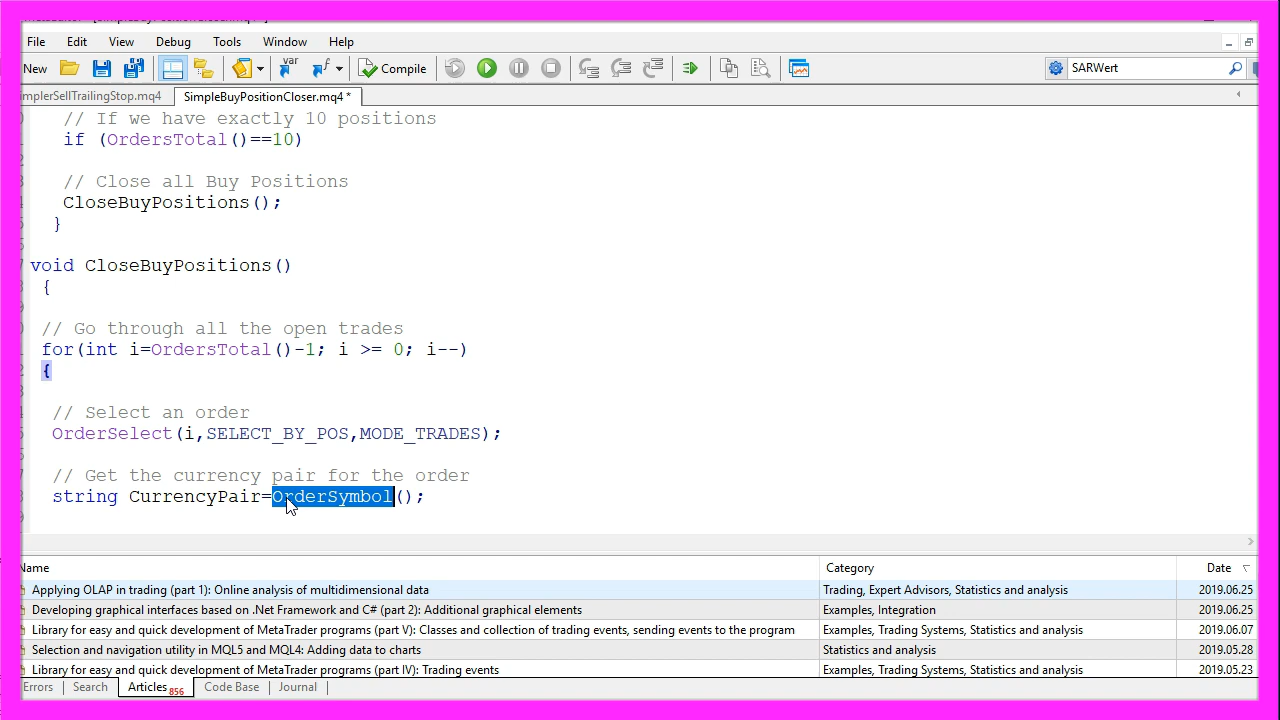 File Edit View Debug Tools Window Help
New var Compile SARWert
SimpleBuyPositionCloser.mq4 *
// If we have exactly 10 positions
if (OrdersTotal()==10)
// Close all Buy Positions
CloseBuyPositions();
}
void CloseBuyPositions()
{
// Go through all the open trades
for(int i=OrdersTotal()-1; i >= 0; i--)
{
// Select an order
OrderSelect(i,SELECT_BY_POS,MODE_TRADES);
// Get the currency pair for the order
string CurrencyPair=OrderSymbol();
Name Category Date
Applying OLAP in trading (part 1): Online analysis of multidimensional data Trading, Expert Advisors, Statistics and analysis 2019.06.25
Developing graphical interfaces based on .Net Framework and C# (part 2): Additional graphical elements Examples, Integration 2019.06.25
Library for easy and quick development of MetaTrader programs (part V): Classes and collection of trading events, sending events to the program Examples, Trading Systems, Statistics and analysis 2019.06.07
Selection and navigation utility in MQL5 and MQL4: Adding data to charts Statistics and analysis 2019.05.28
Library for easy and quick development of MetaTrader programs (part IV): Trading events Examples, Trading Systems, Statistics and analysis 2019.05.23
Errors Search Articles 856 Code Base Journal